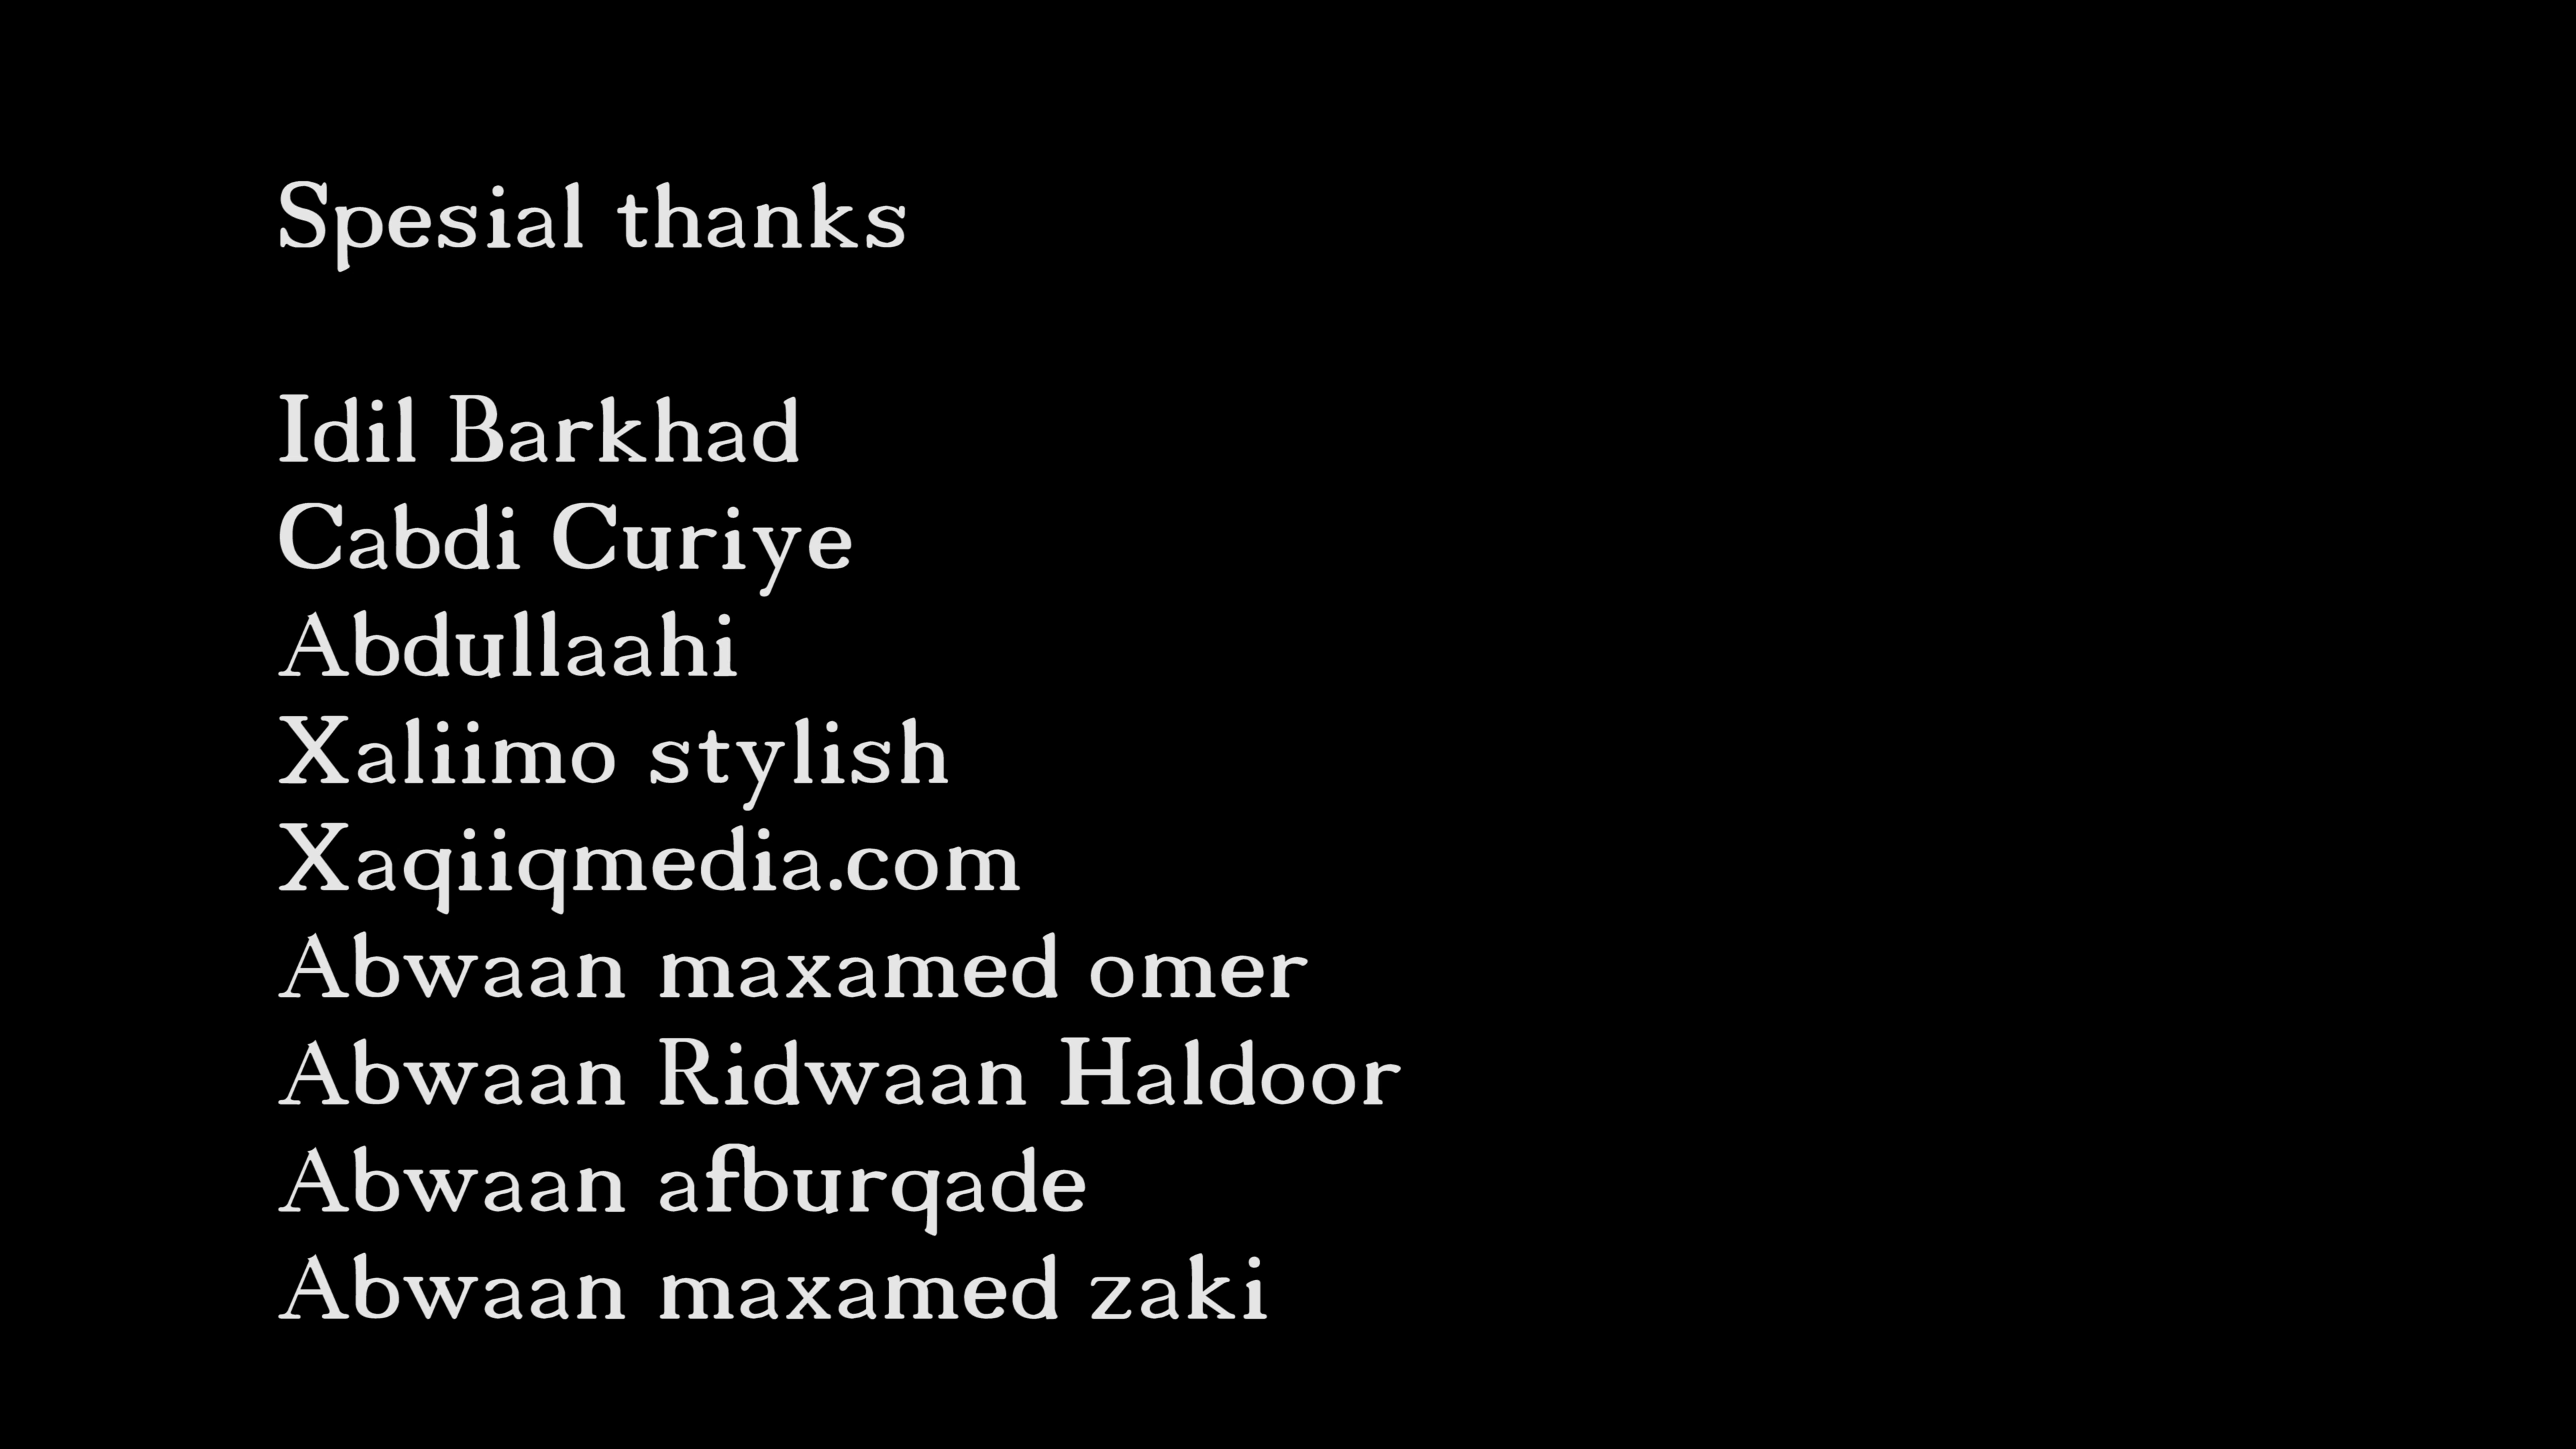 Spesial thanks
Idil Barkhad
Cabdi Curiye
Abdullaahi
Xaliimo stylish
Xaqiiqmedia.com
Abwaan maxamed omer
Abwaan Ridwaan Haldoor
Abwaan afburqade
Abwaan maxamed zaki